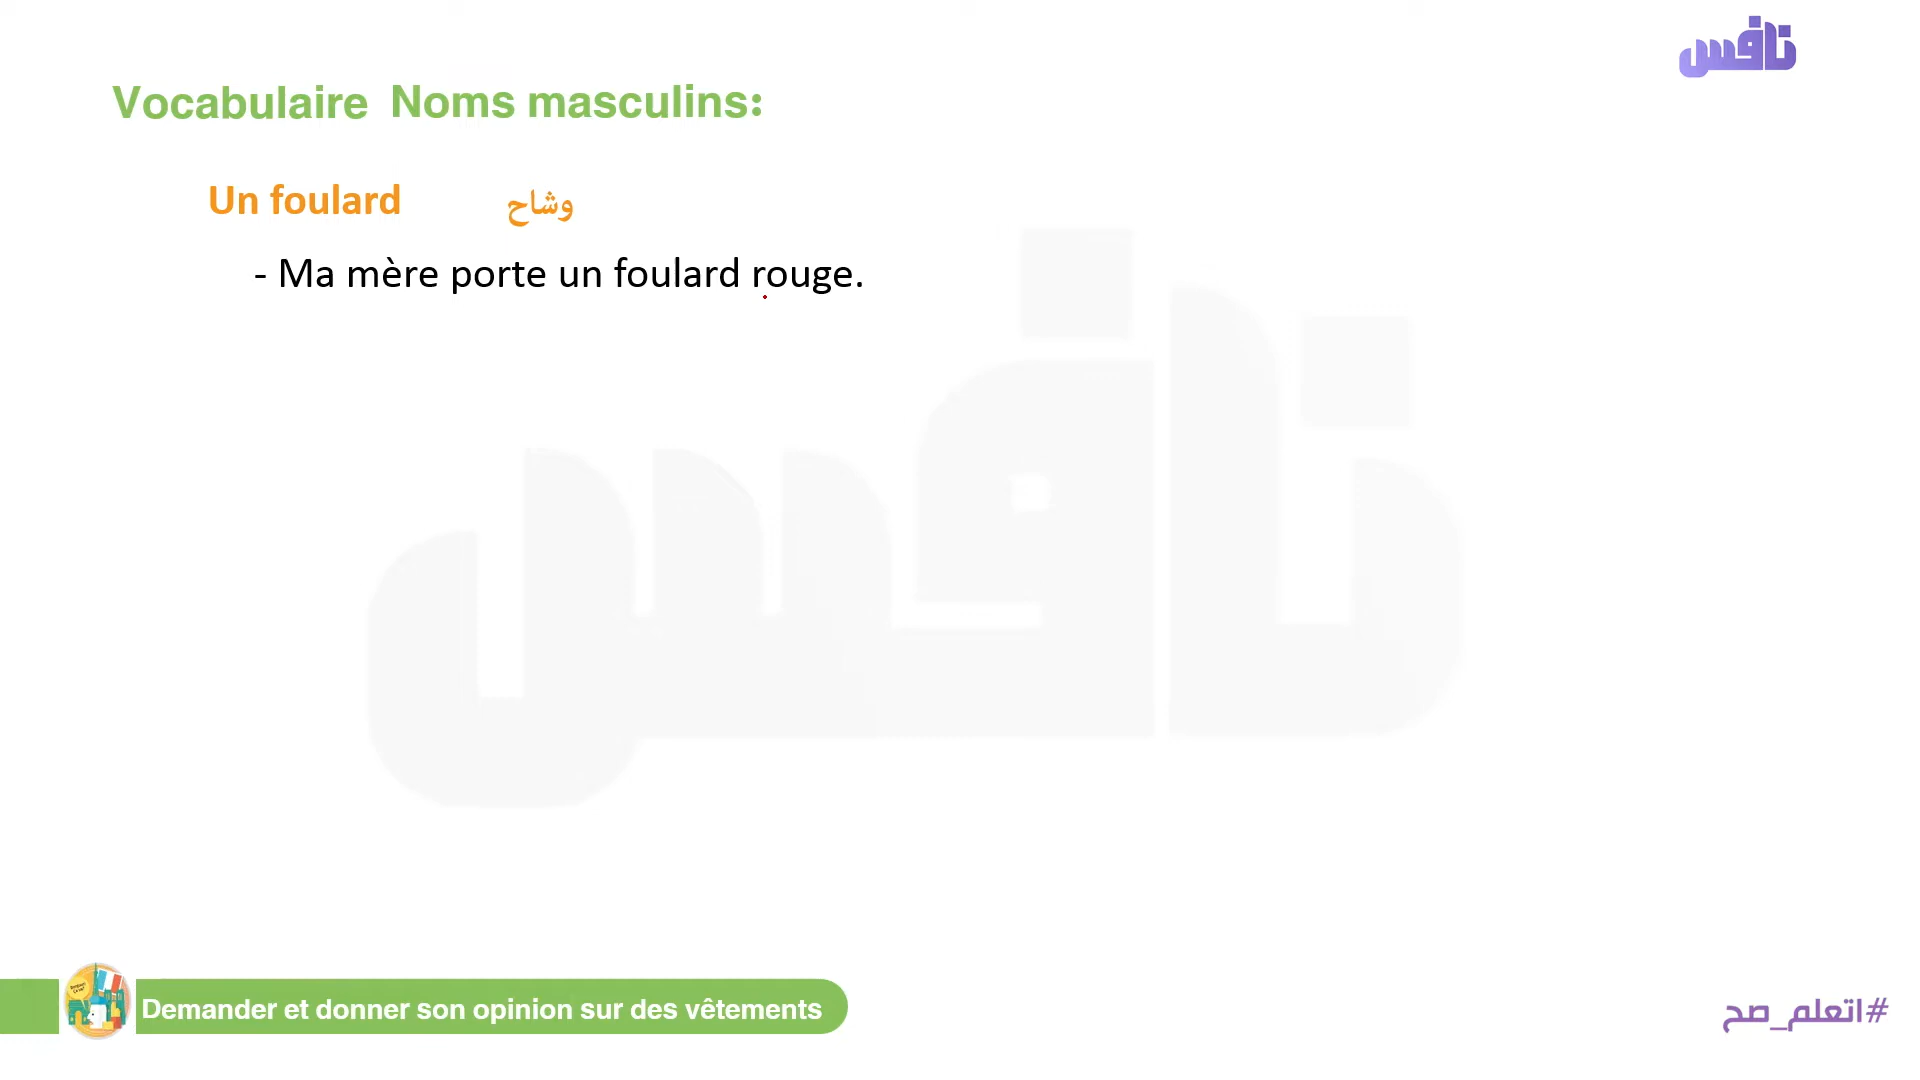 نافس
Vocabulaire Noms masculins:
Un foulard وشاح
- Ma mère porte un foulard rouge.
نافس
Demander et donner son opinion sur des vêtements
#اتعلم_صح